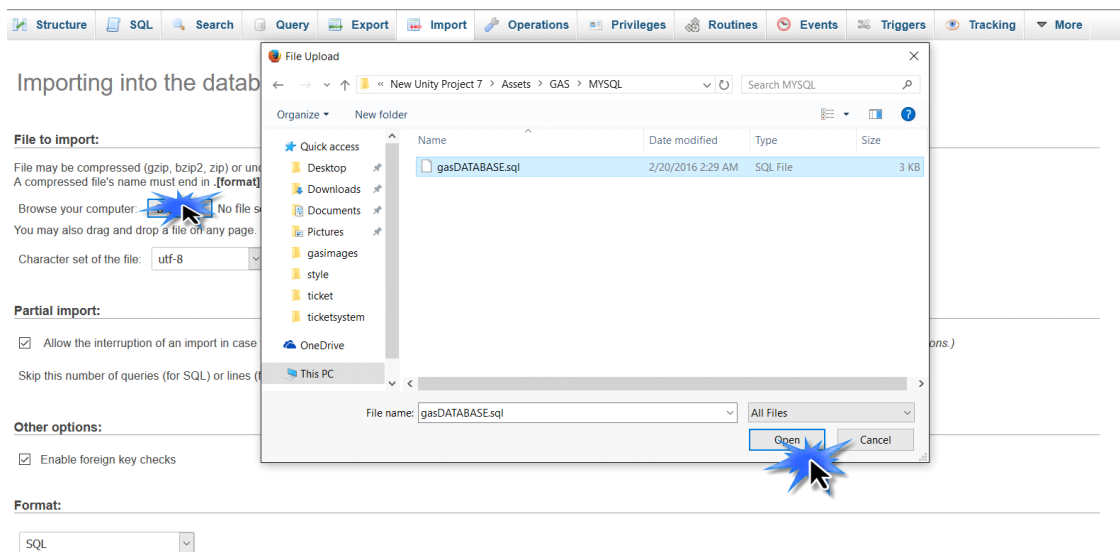 Structure SQL Search Query Export Import Operations Privileges Routines Events Triggers Tracking More
Importing into the datab
File to import:
File may be compressed (gzip, bzip2, zip) or unc
A compressed file's name must end in .[format]
Browse your computer: No file se
You may also drag and drop a file on any page.
Character set of the file: utf-8
Partial import:
Allow the interruption of an import in case
ons.)
Skip this number of queries (for SQL) or lines (f
Other options:
Enable foreign key checks
Format:
SQL
File Upload
« New Unity Project 7 > Assets > GAS > MYSQL
Search MYSQL
Organize New folder
Name Date modified Type Size
gasDATABASE.sql 2/20/2016 2:29 AM SQL File 3 KB
Quick access
Desktop
Downloads
Documents
Pictures
gasimages
style
ticket
ticketsystem
OneDrive
This PC
File name: gasDATABASE.sql All Files
Open Cancel